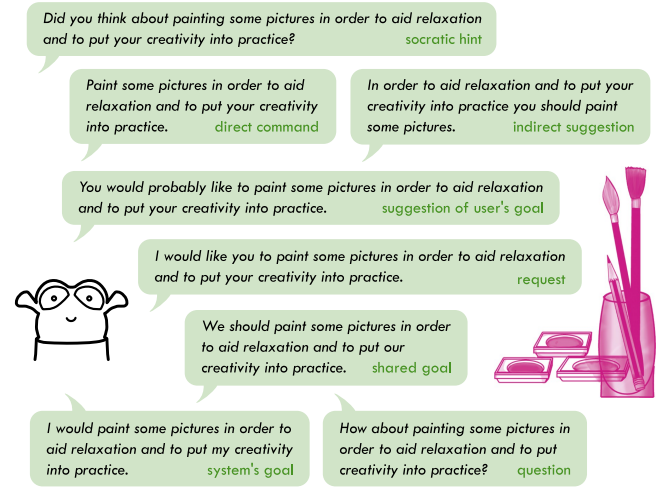 Did you think about painting some pictures in order to aid relaxation
and to put your creativity into practice? socratic hint
Paint some pictures in order to aid
relaxation and to put your creativity
into practice. direct command
In order to aid relaxation and to put your
creativity into practice you should paint
some pictures. indirect suggestion
You would probably like to paint some pictures in order to aid relaxation
and to put your creativity into practice. suggestion of user's goal
I would like you to paint some pictures in order to aid relaxation
and to put your creativity into practice. request
We should paint some pictures in order
to aid relaxation and to put our
creativity into practice. shared goal
I would paint some pictures in order to
aid relaxation and to put my creativity
into practice. system's goal
How about painting some pictures in
order to aid relaxation and to put
creativity into practice? question